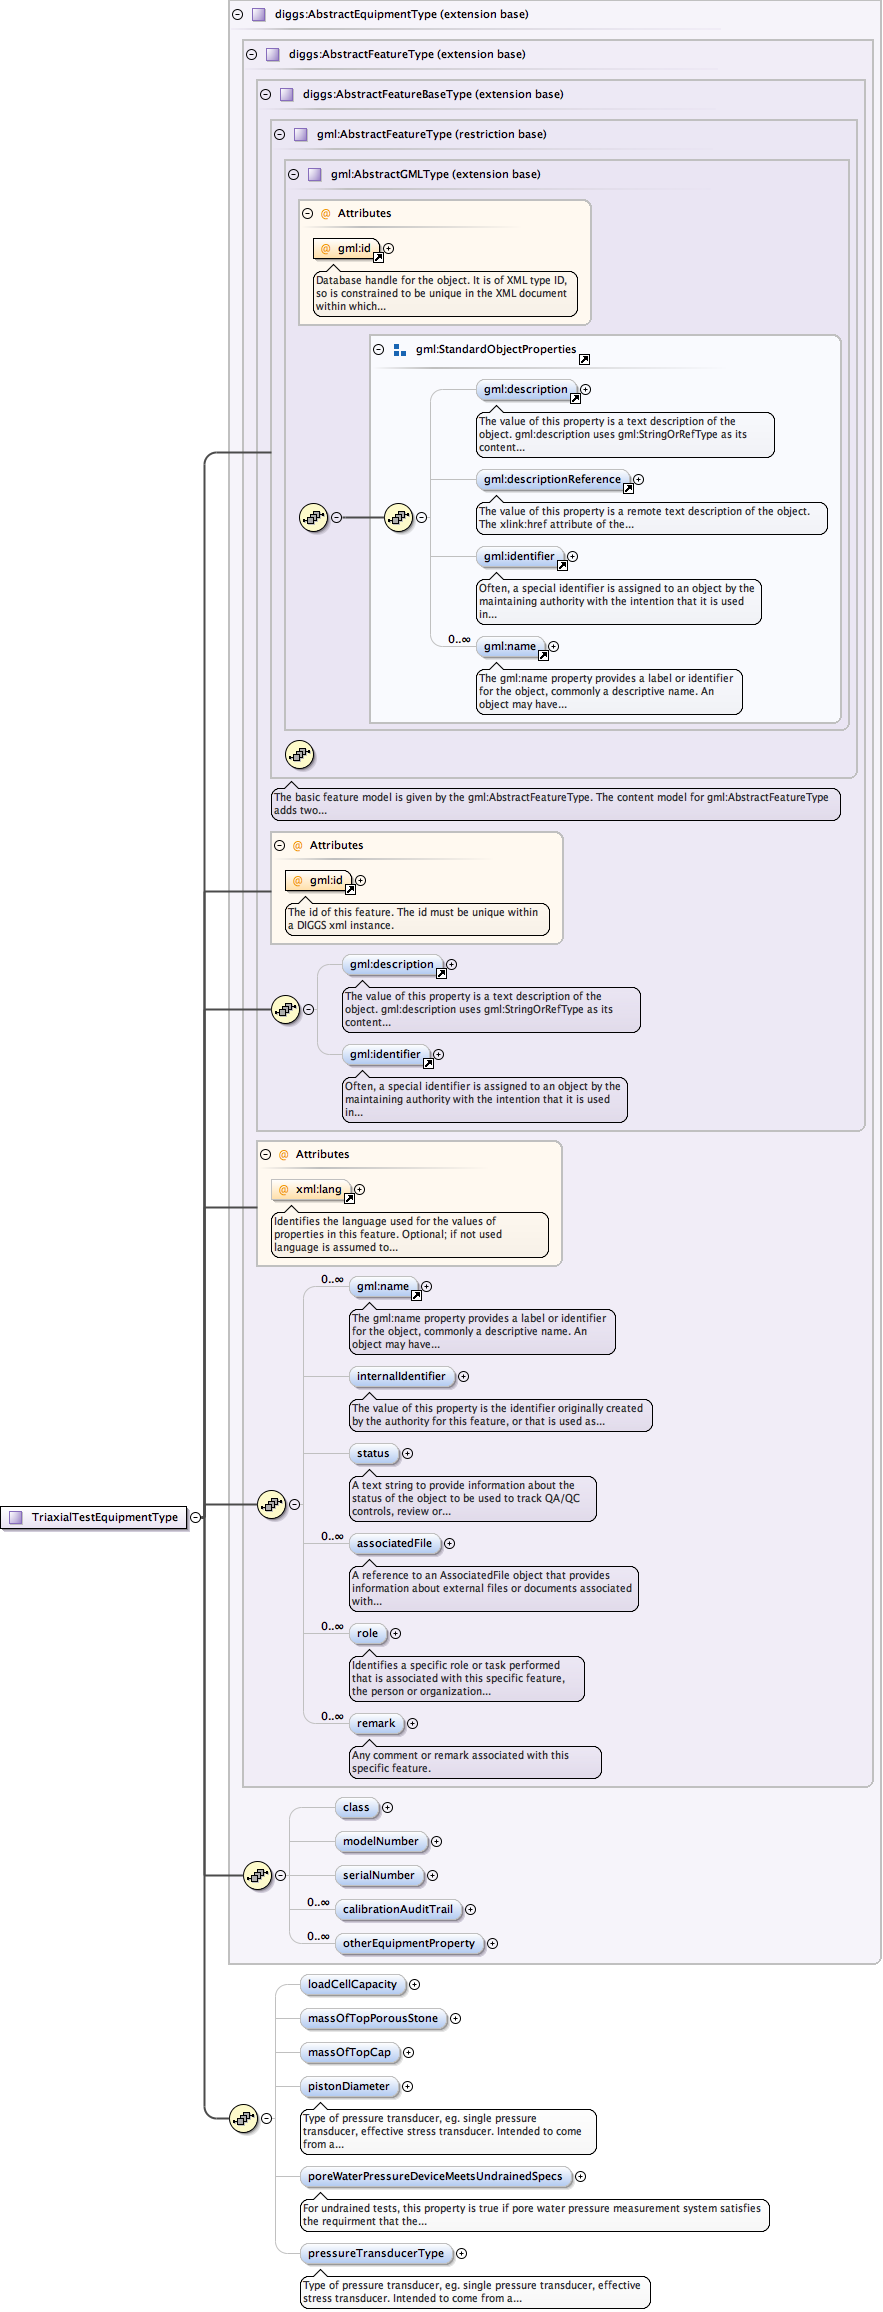 diggs:AbstractEquipmentType (extension base)
diggs:AbstractFeatureType (extension base)
diggs:AbstractFeatureBaseType (extension base)
gml:AbstractFeatureType (restriction base)
gml:AbstractGMLType (extension base)
@ Attributes
@ gml:id
Database handle for the object. It is of XML type ID,
so is constrained to be unique in the XML document
within which...
gml:StandardObjectProperties
gml:description
The value of this property is a text description of the
object. gml:description uses gml:StringOrRefType as its
content...
gml:descriptionReference
The value of this property is a remote text description of the object.
The xlink:href attribute of the...
gml:identifier
Often, a special identifier is assigned to an object by the
maintaining authority with the intention that it is used
in...
0..∞
gml:name
The gml:name property provides a label or identifier
for the object, commonly a descriptive name. An
object may have...
The basic feature model is given by the gml:AbstractFeatureType. The content model for gml:AbstractFeatureType
adds two...
@ Attributes
@ gml:id
The id of this feature. The id must be unique within
a DIGGS xml instance.
gml:description
The value of this property is a text description of the
object. gml:description uses gml:StringOrRefType as its
content...
gml:identifier
Often, a special identifier is assigned to an object by the
maintaining authority with the intention that it is used
in...
@ Attributes
@ xml:lang
Identifies the language used for the values of
properties in this feature. Optional; if not used
language is assumed to...
0..∞
gml:name
The gml:name property provides a label or identifier
for the object, commonly a descriptive name. An
object may have...
internalIdentifier
The value of this property is the identifier originally created
by the authority for this feature, or that is used as...
status
A text string to provide information about the
status of the object to be used to track QA/QC
controls, review or...
TriaxialTestEquipmentType
0..∞
associatedFile
A reference to an AssociatedFile object that provides
information about external files or documents associated
with...
0..∞
role
Identifies a specific role or task performed
that is associated with this specific feature,
the person or organization...
0..∞
remark
Any comment or remark associated with this
specific feature.
class
modelNumber
serialNumber
0..∞
calibrationAuditTrail
0..∞
otherEquipmentProperty
loadCellCapacity
massOfTopPorousStone
massOfTopCap
pistonDiameter
Type of pressure transducer, eg. single pressure
transducer, effective stress transducer. Intended to come
from a...
poreWaterPressureDeviceMeetsUndrainedSpecs
For undrained tests, this property is true if pore water pressure measurement system satisfies
the requirment that the...
pressureTransducerType
Type of pressure transducer, eg. single pressure transducer, effective
stress transducer. Intended to come from a...